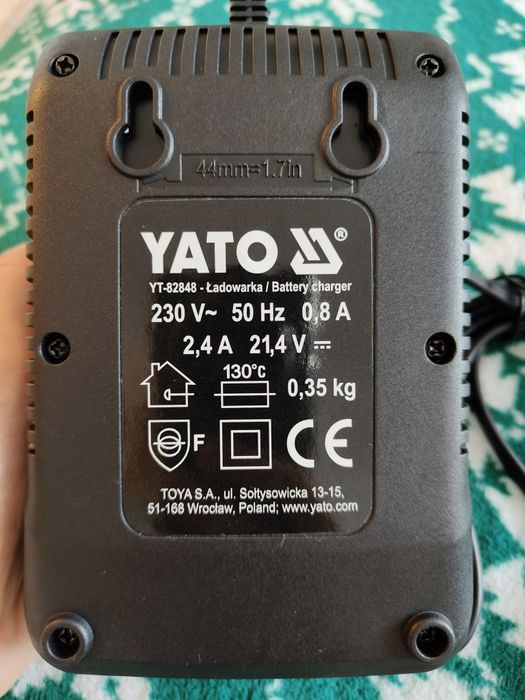 44mm=1.7in
YATO ®
YT-82848 - Ładowarka / Battery charger
230 V~ 50 Hz 0,8 A
2,4 A 21,4 V ⎓
130°c
0,35 kg
F CE
TOYA S.A., ul. Sołtysowicka 13-15,
51-168 Wrocław, Poland; www.yato.com